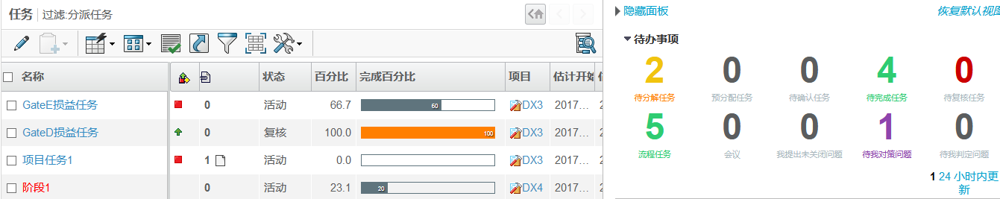 任务 过滤:分派任务
名称 状态 百分比 完成百分比 项目 估计开始
GateE损益任务 0 活动 66.7 60 DX3 2017...
GateD损益任务 0 复核 100.0 100 DX3 2017...
项目任务1 1 活动 0.0 DX3 2017...
阶段1 0 活动 23.1 20 DX4 2017...
隐藏面板 恢复默认视图
待办事项
2 0 0 4 0
待分解任务 预分配任务 待确认任务 待完成任务 待复核任务
5 0 0 1 0
流程任务 会议 我提出未关闭问题 待我对策问题 待我判定问题
1 24 小时内更
新